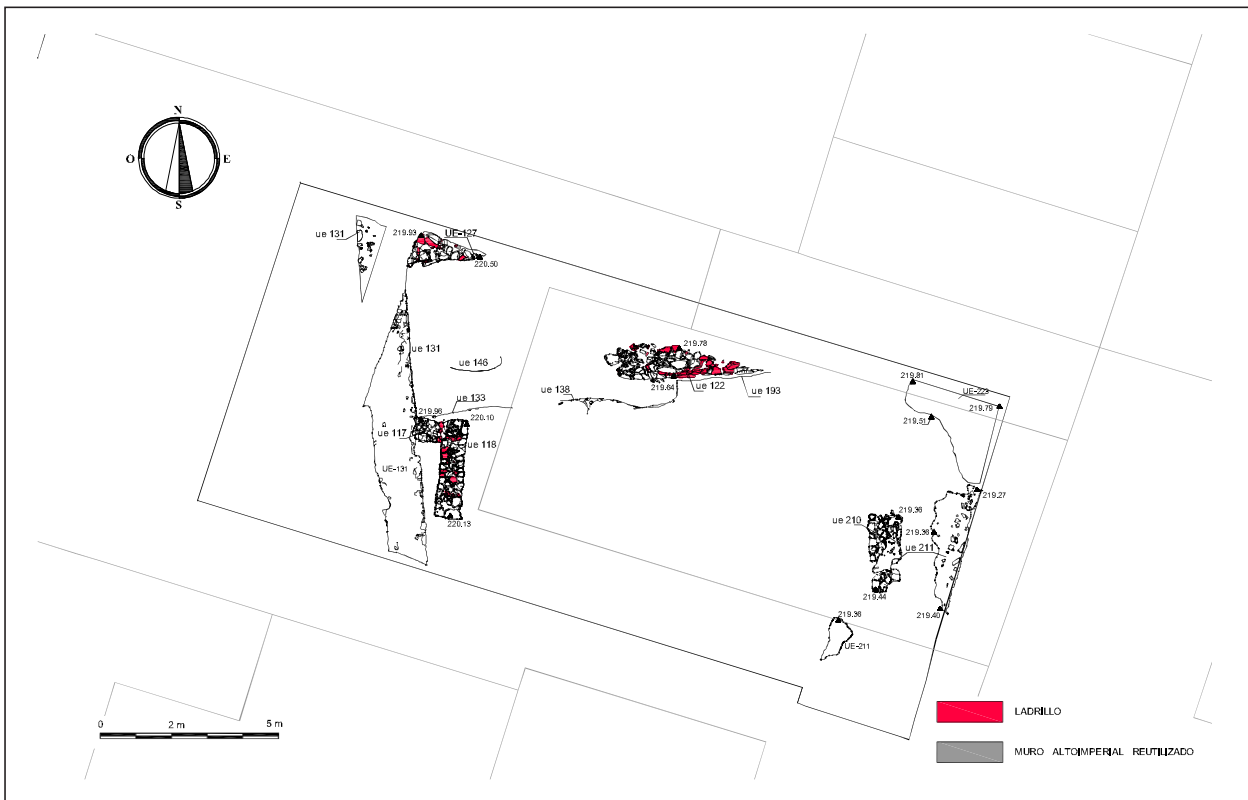 N
O E
S
ue 131
219.93
UE-127
220.50
ue 131
ue 146
219.78
219.64
ue 122
ue 193
ue 138
ue 133
219.96
220.10
ue 117
ue 118
UE-131
220.13
219.81
UE-223
219.79
219.51
219.27
ue 210
219.36
219.36
ue 211
219.44
219.40
219.36
UE-211
0 2 m 5 m
LADRILLO
MURO ALTOIMPERIAL REUTILIZADO